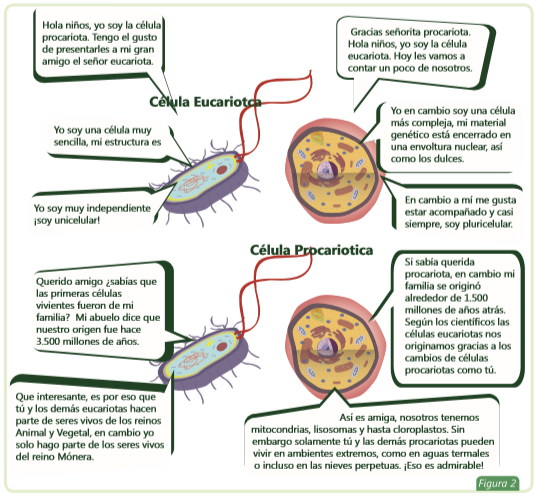 Hola niños, yo soy la célula
procariota. Tengo el gusto
de presentarles a mi gran
amigo el señor eucariota.
Gracias señorita procariota.
Hola niños, yo soy la célula
eucariota. Hoy les vamos a
contar un poco de nosotros.
Célula Eucariotca
Yo soy una célula muy
sencilla, mi estructura es
Yo en cambio soy una célula
más compleja, mi material
genético está encerrado en
una envoltura nuclear, así
como los dulces.
Yo soy muy independiente
¡soy unicelular!
En cambio a mí me gusta
estar acompañado y casi
siempre, soy pluricelular.
Célula Procariotica
Querido amigo ¿sabías que
las primeras células
vivientes fueron de mi
familia? Mi abuelo dice que
nuestro origen fue hace
3.500 millones de años.
Si sabía querida
procariota, en cambio mi
familia se originó
alrededor de 1.500
millones de años atrás.
Según los científicos las
células eucariotas nos
originamos gracias a los
cambios de células
procariotas como tú.
Que interesante, es por eso que
tú y los demás eucariotas hacen
parte de seres vivos de los reinos
Animal y Vegetal, en cambio yo
solo hago parte de los seres vivos
del reino Mónera.
Así es amiga, nosotros tenemos
mitocondrias, lisosomas y hasta cloroplastos. Sin
embargo solamente tú y las demás procariotas pueden
vivir en ambientes extremos, como en aguas termales
o incluso en las nieves perpetuas. ¡Eso es admirable!
Figura 2